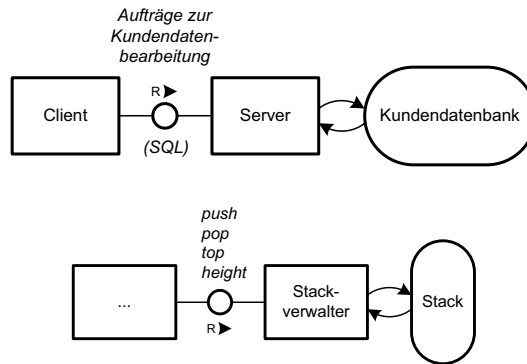 Aufträge zur
Kundendaten-
bearbeitung
R
Client
Server
Kundendatenbank
(SQL)
push
pop
top
height
...
Stack-
verwalter
Stack
R